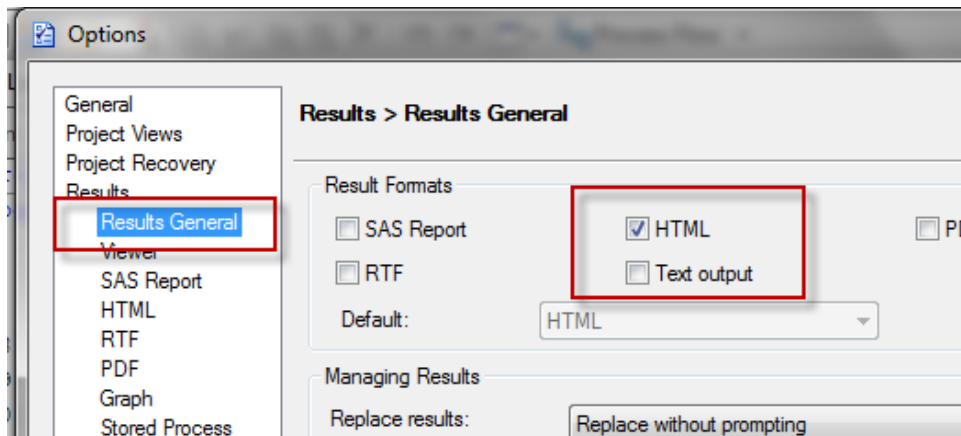 Options
General
Project Views
Project Recovery
Results
Results General
Viewer
SAS Report
HTML
RTF
PDF
Graph
Stored Process
Results > Results General
Result Formats
SAS Report
HTML
RTF
Text output
Default:
HTML
Managing Results
Replace results:
Replace without prompting